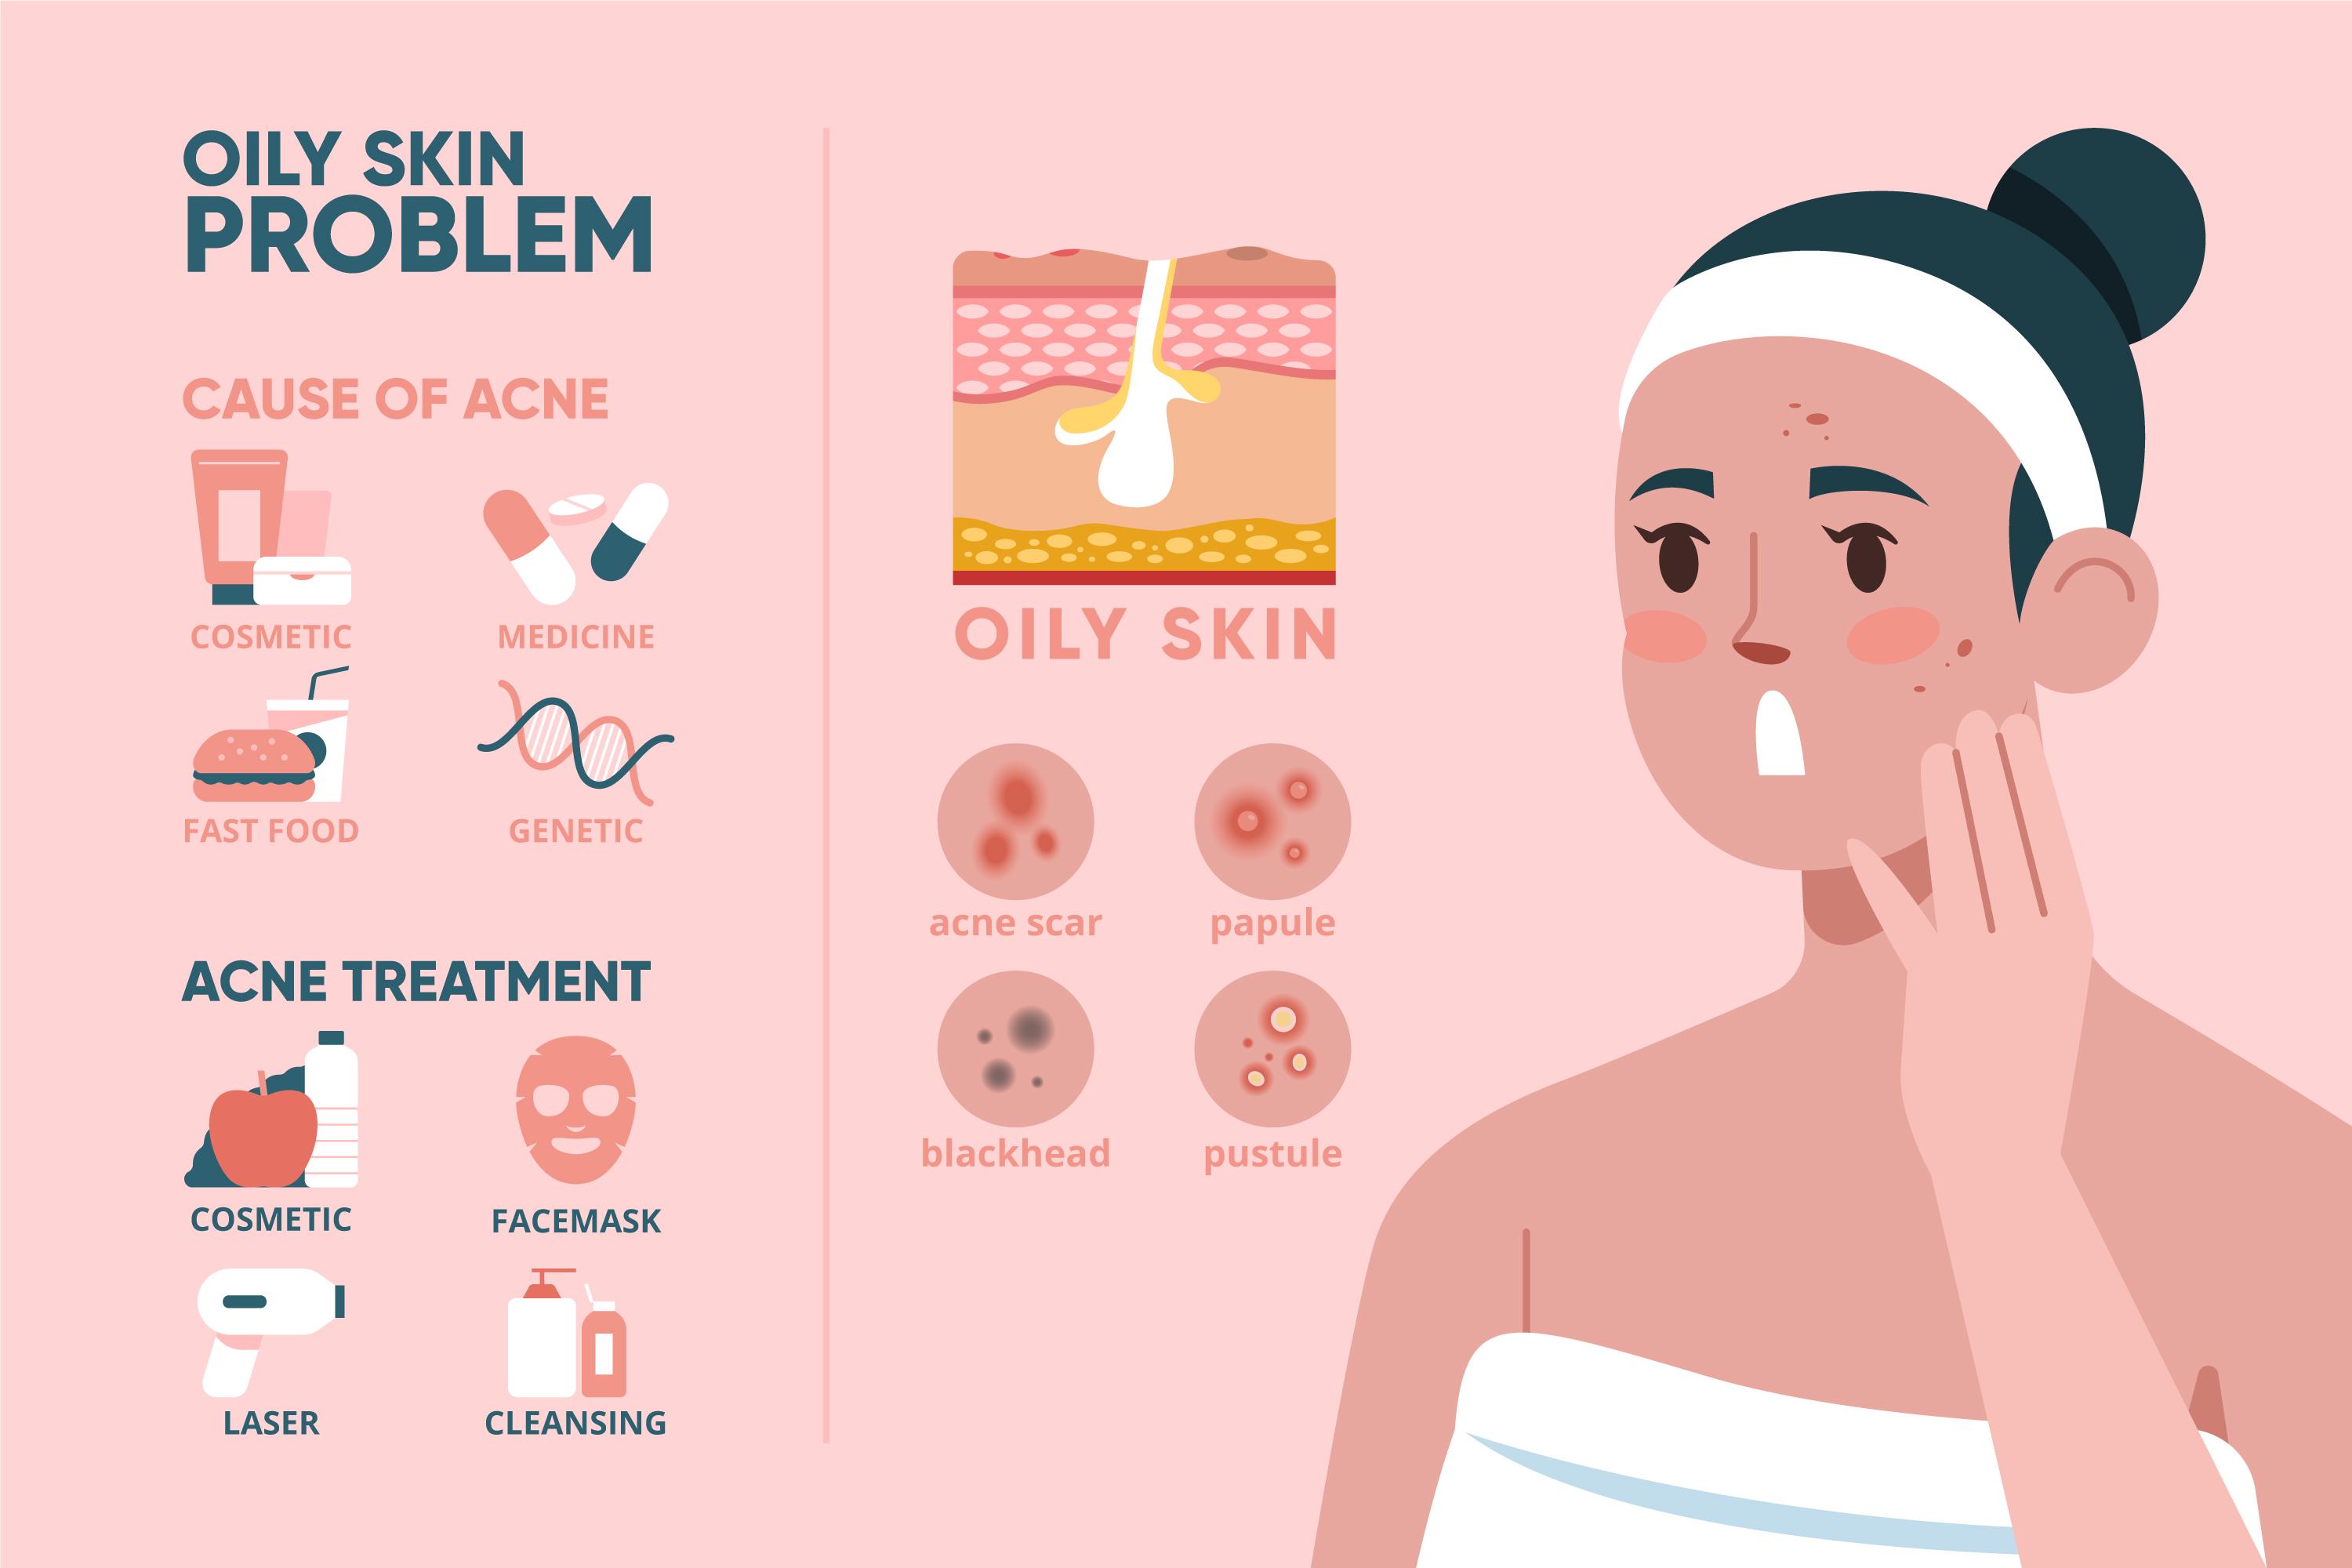 OILY SKIN
PROBLEM
CAUSE OF ACNE
COSMETIC
MEDICINE
FAST FOOD
GENETIC
ACNE TREATMENT
COSMETIC
FACEMASK
LASER
CLEANSING
OILY SKIN
acne scar
papule
blackhead
pustule